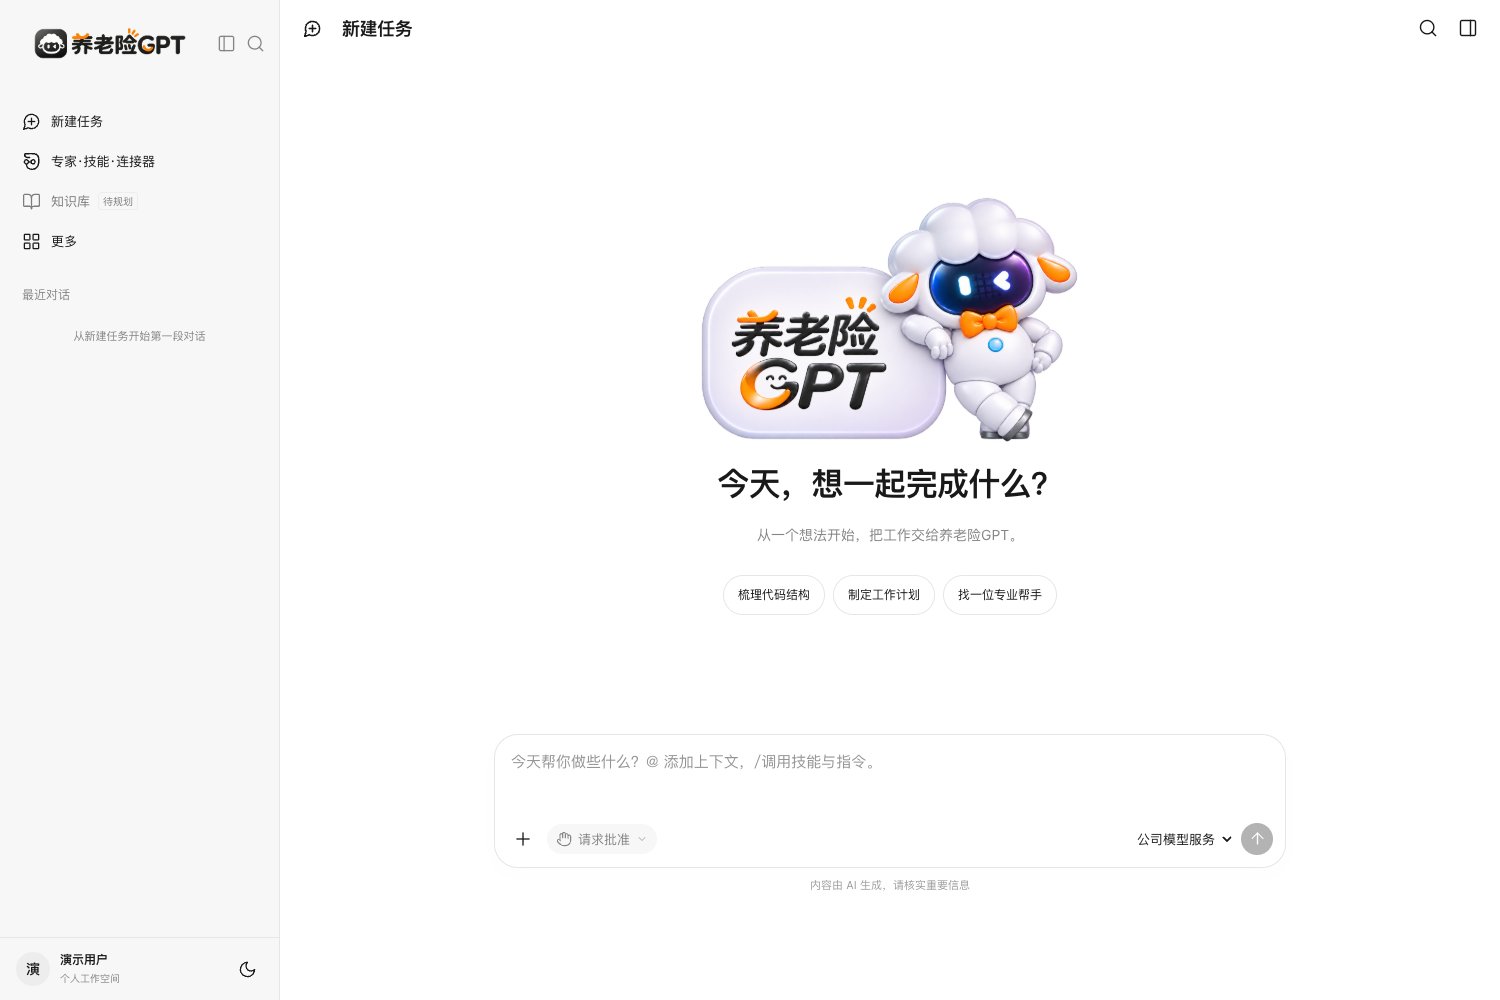 养老险GPT
新建任务
专家·技能·连接器
知识库 待规划
更多
最近对话
从新建任务开始第一段对话
演 演示用户
个人工作空间
新建任务
养老险
GPT
今天，想一起完成什么?
从一个想法开始，把工作交给养老险GPT。
梳理代码结构 制定工作计划 找一位专业帮手
今天帮你做些什么? @ 添加上下文，/调用技能与指令。
请求批准 公司模型服务
内容由 AI 生成，请核实重要信息